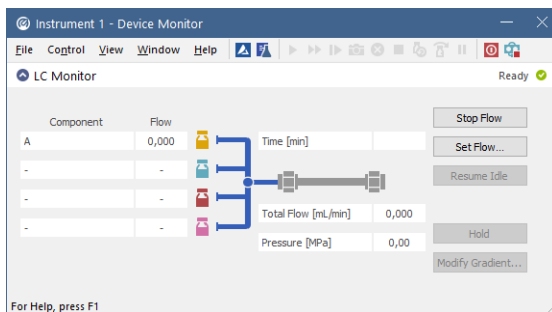 Instrument 1 - Device Monitor
File Control View Window Help
LC Monitor Ready
Component Flow
A 0,000
- -
- -
- -
Time [min]
Total Flow [mL/min] 0,000
Pressure [MPa] 0,00
Stop Flow
Set Flow...
Resume Idle
Hold
Modify Gradient...
For Help, press F1